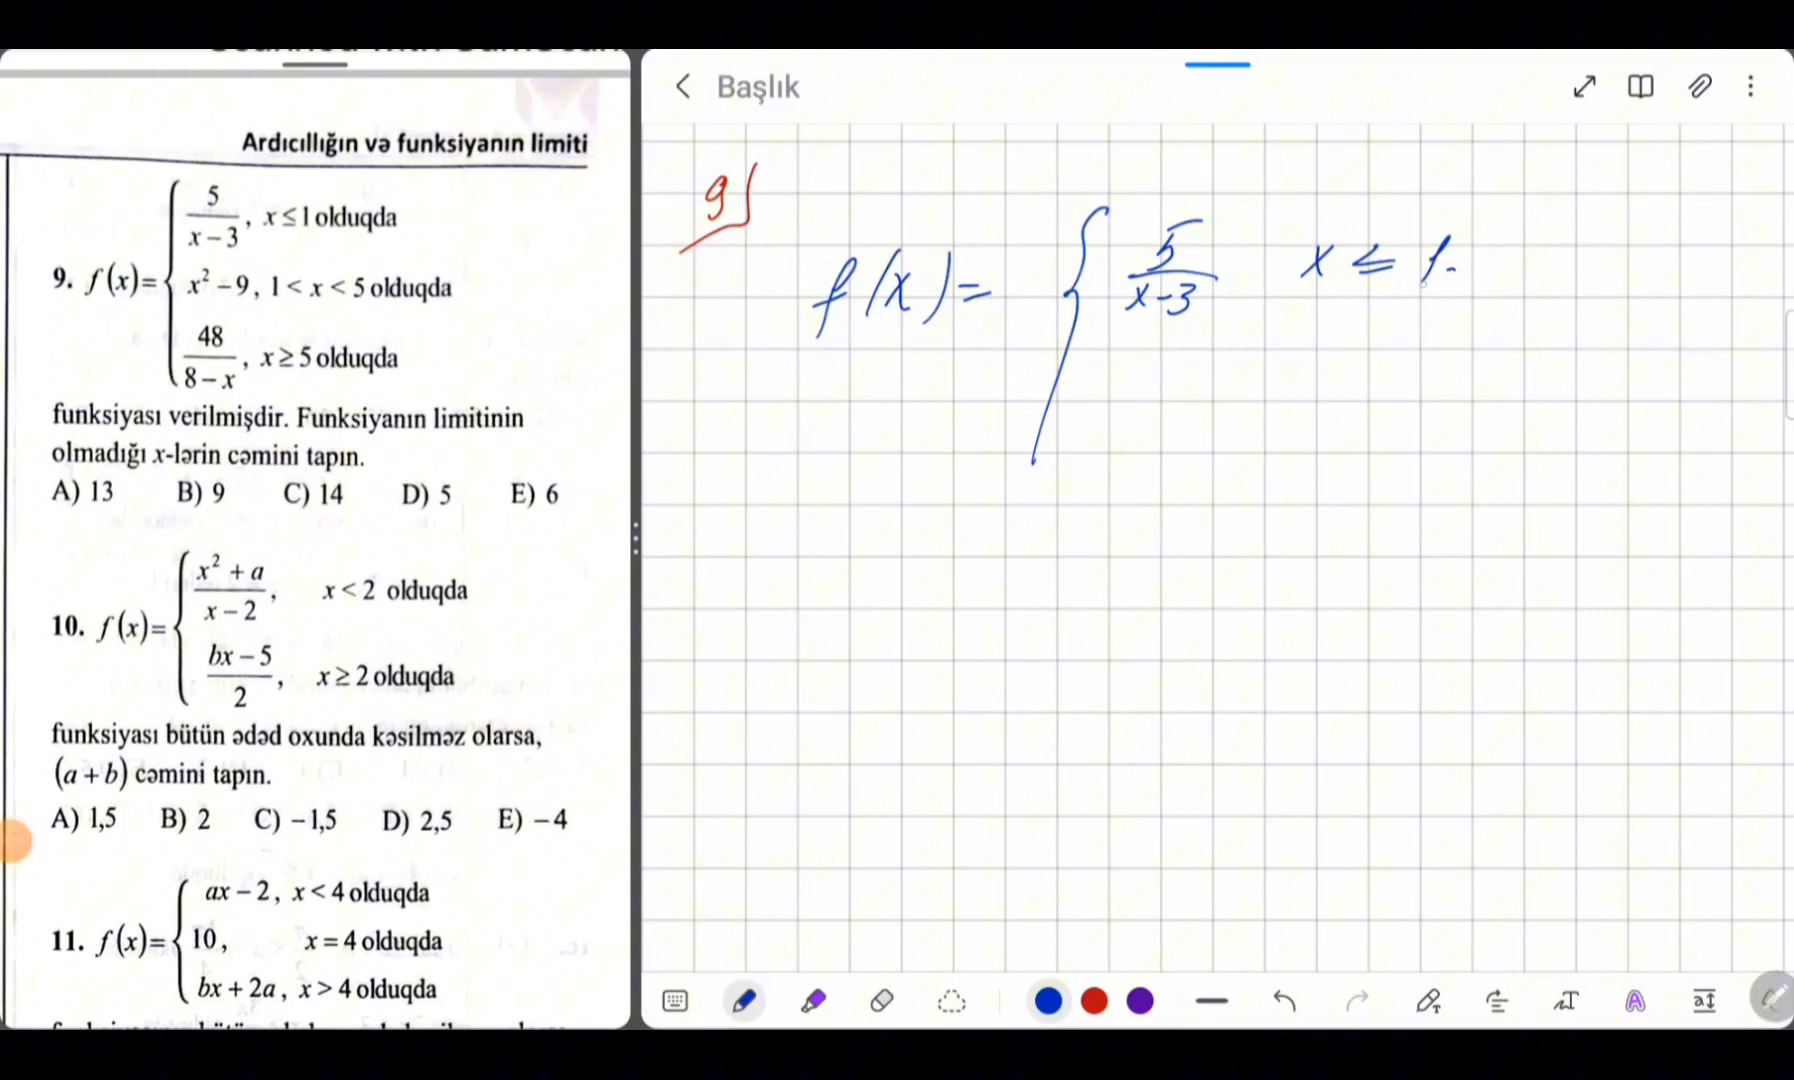 Ardıcıllığın və funksiyanın limiti
9. f(x)= { 5/(x−3), x≤1 olduqda
x²−9, 1<x<5 olduqda
48/(8−x), x≥5 olduqda
funksiyası verilmişdir. Funksiyanın limitinin
olmadığı x-lərin cəmini tapın.
A) 13 B) 9 C) 14 D) 5 E) 6
10. f(x)= { (x²+a)/(x−2), x<2 olduqda
(bx−5)/2, x≥2 olduqda
funksiyası bütün ədəd oxunda kəsilməz olarsa,
(a+b) cəmini tapın.
A) 1,5 B) 2 C) −1,5 D) 2,5 E) −4
11. f(x)= { ax−2, x<4 olduqda
10, x=4 olduqda
bx+2a, x>4 olduqda
Başlık
9
f(x)= { 5/(x-3) x ≤ 1